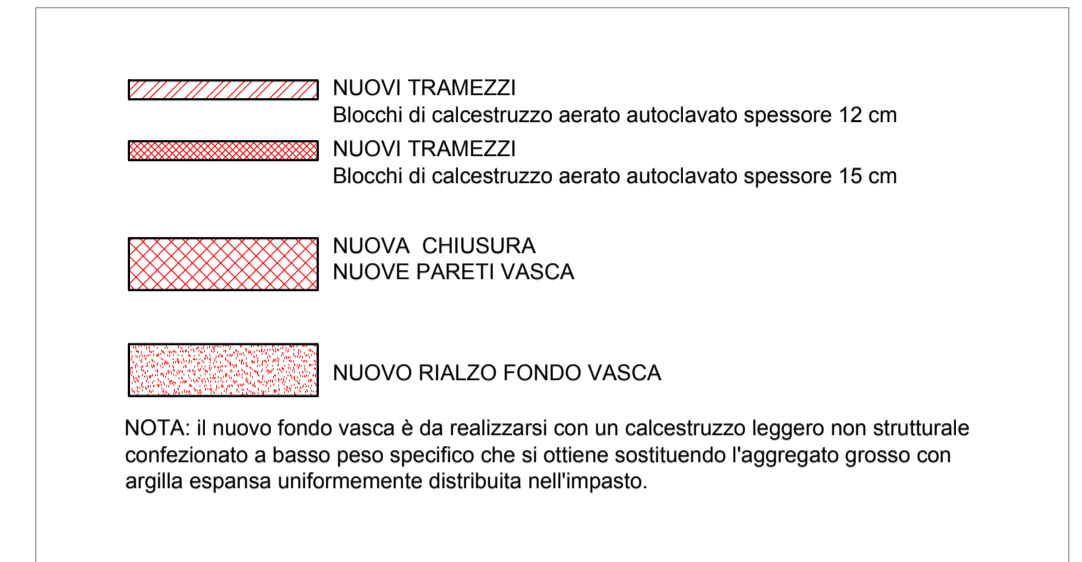 NUOVI TRAMEZZI
Blocchi di calcestruzzo aerato autoclavato spessore 12 cm
NUOVI TRAMEZZI
Blocchi di calcestruzzo aerato autoclavato spessore 15 cm
NUOVA CHIUSURA
NUOVE PARETI VASCA
NUOVO RIALZO FONDO VASCA
NOTA: il nuovo fondo vasca è da realizzarsi con un calcestruzzo leggero non strutturale
confezionato a basso peso specifico che si ottiene sostituendo l'aggregato grosso con
argilla espansa uniformemente distribuita nell'impasto.